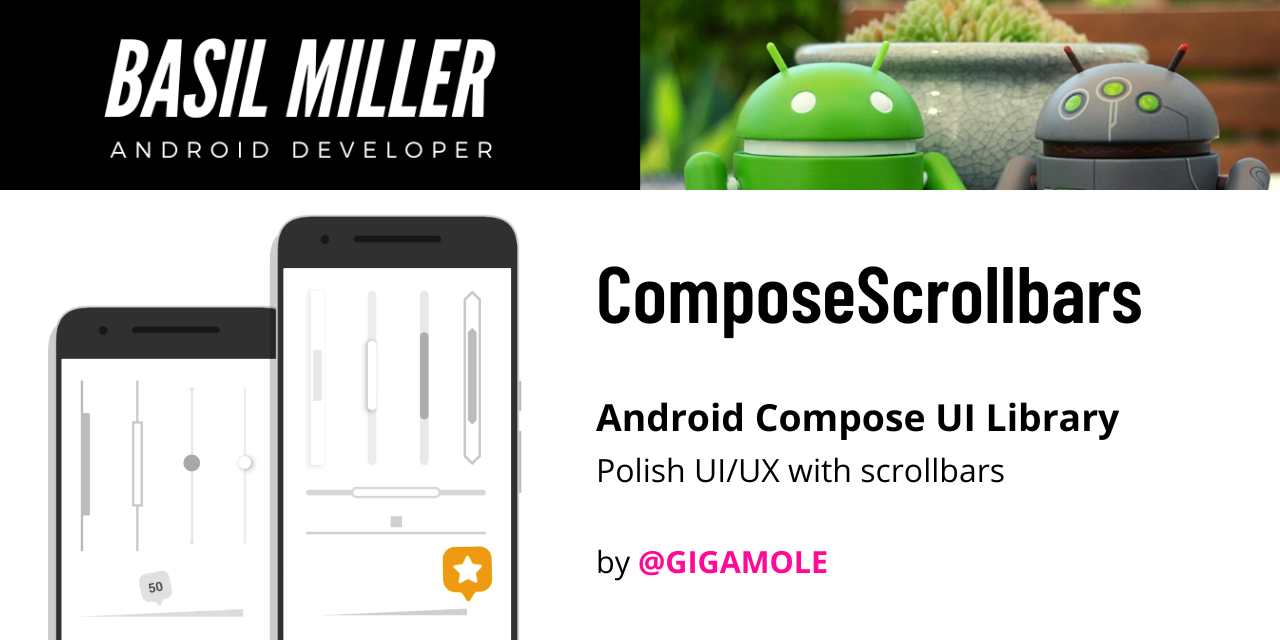 BASIL MILLER
ANDROID DEVELOPER
ComposeScrollbars
Android Compose UI Library
Polish UI/UX with scrollbars
by @GIGAMOLE
50